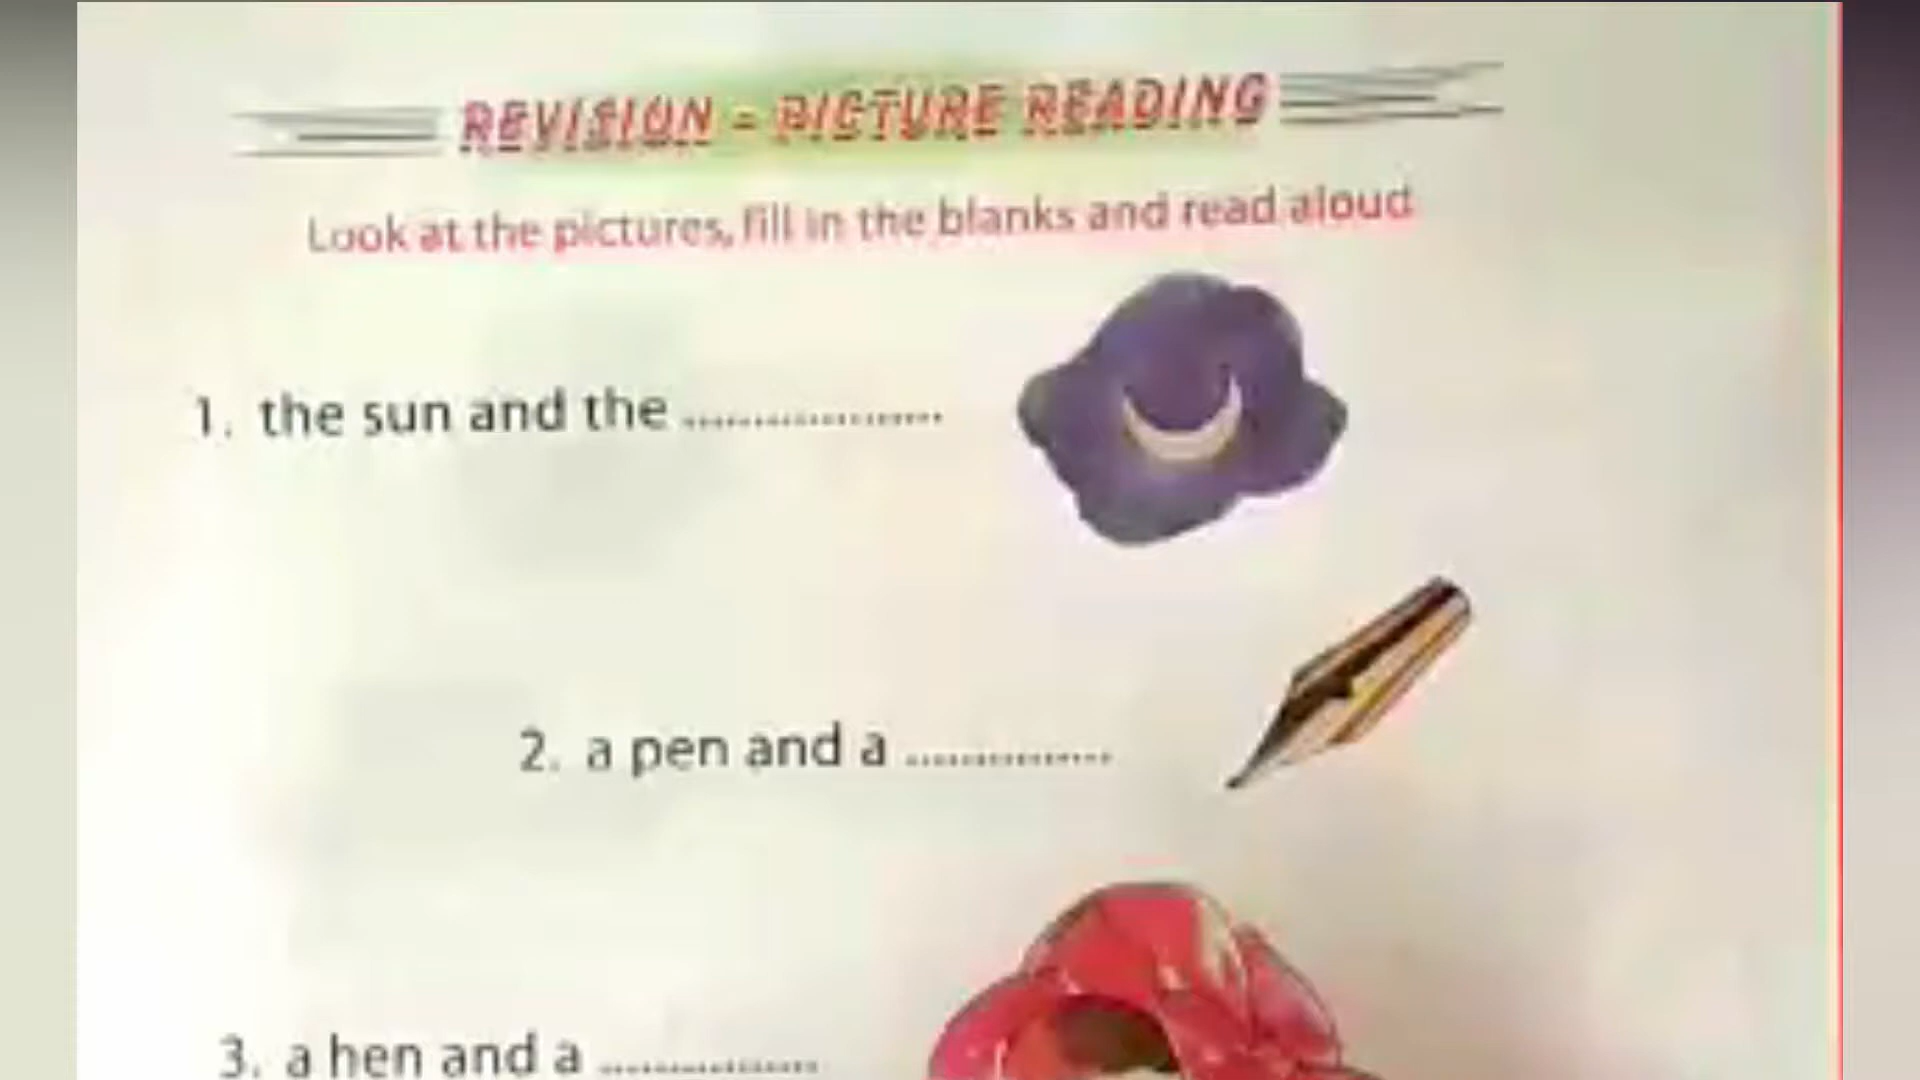 REVISION - PICTURE READING
Look at the pictures, fill in the blanks and read aloud
1. the sun and the ...................
2. a pen and a ................
3. a hen and a ................